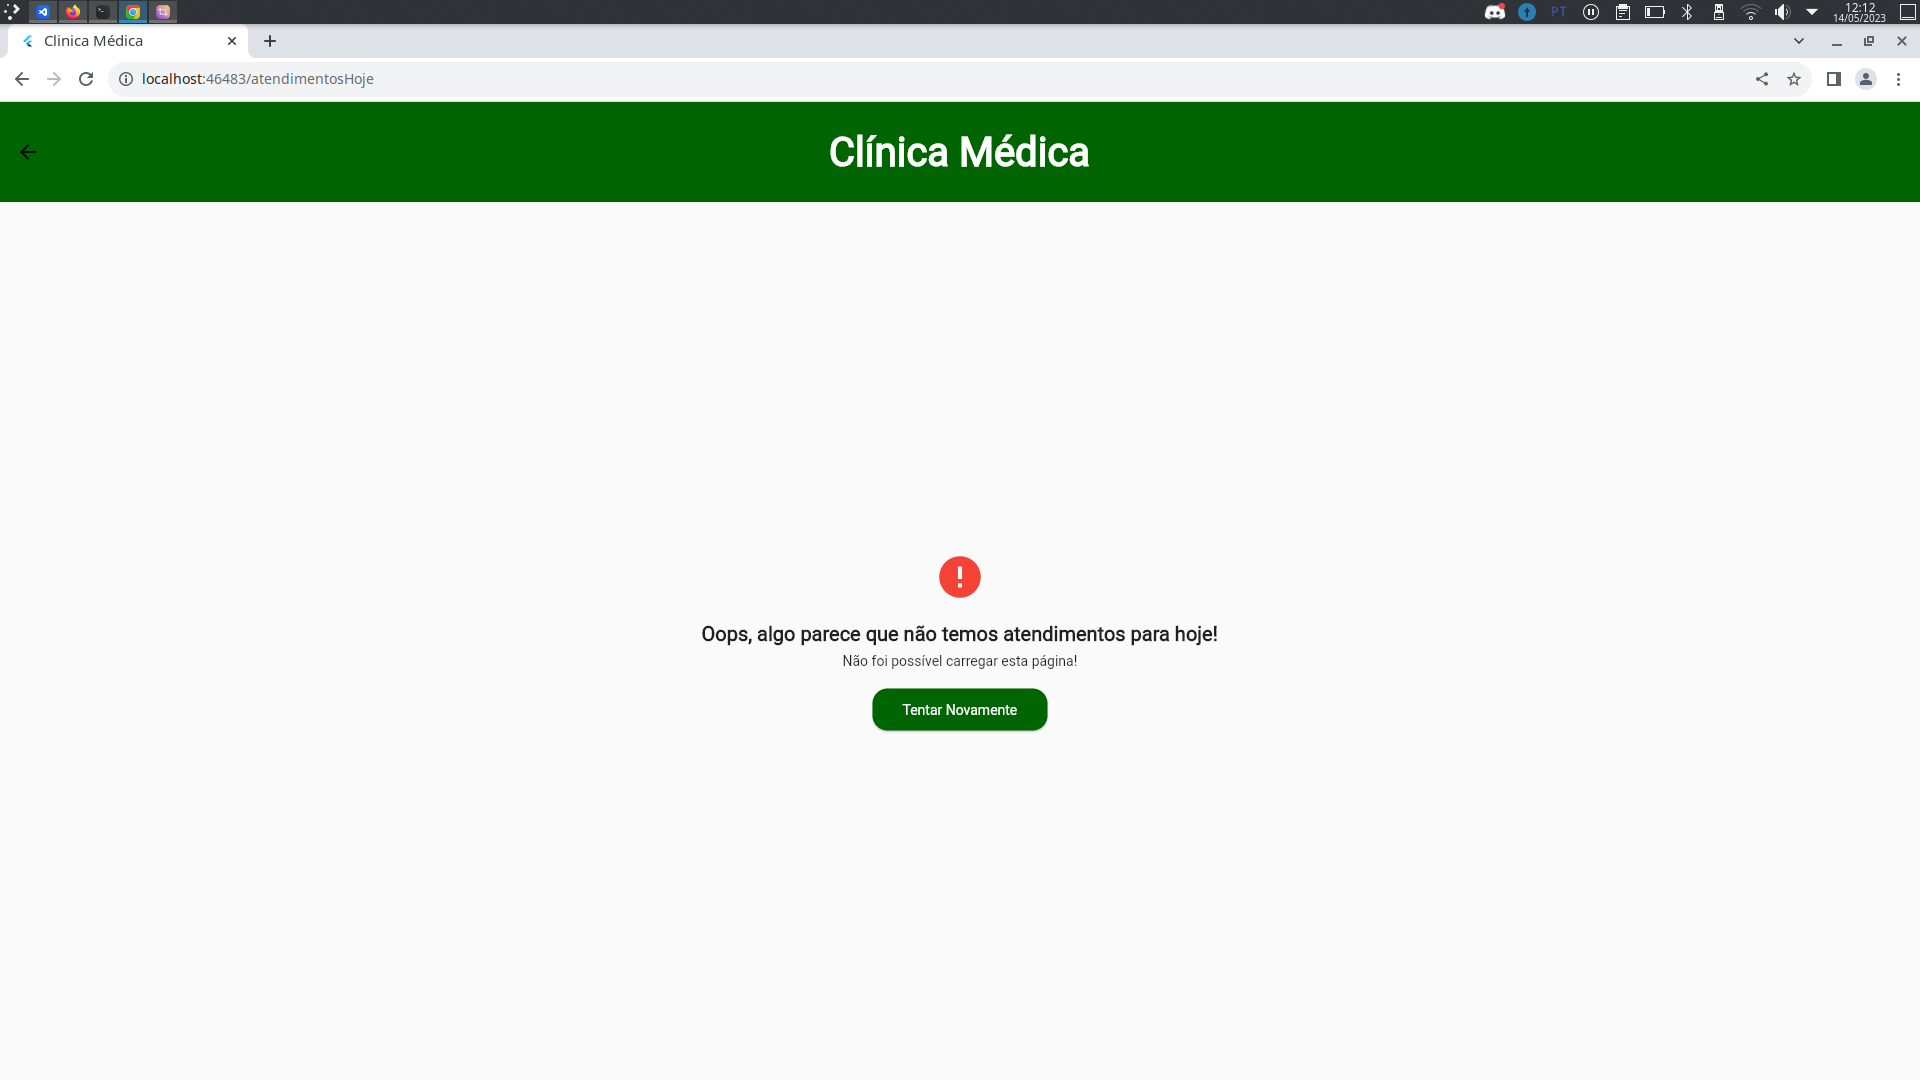 PT
12:12
14/05/2023
Clinica Médica
localhost:46483/atendimentosHoje
Clínica Médica
Oops, algo parece que não temos atendimentos para hoje!
Não foi possível carregar esta página!
Tentar Novamente